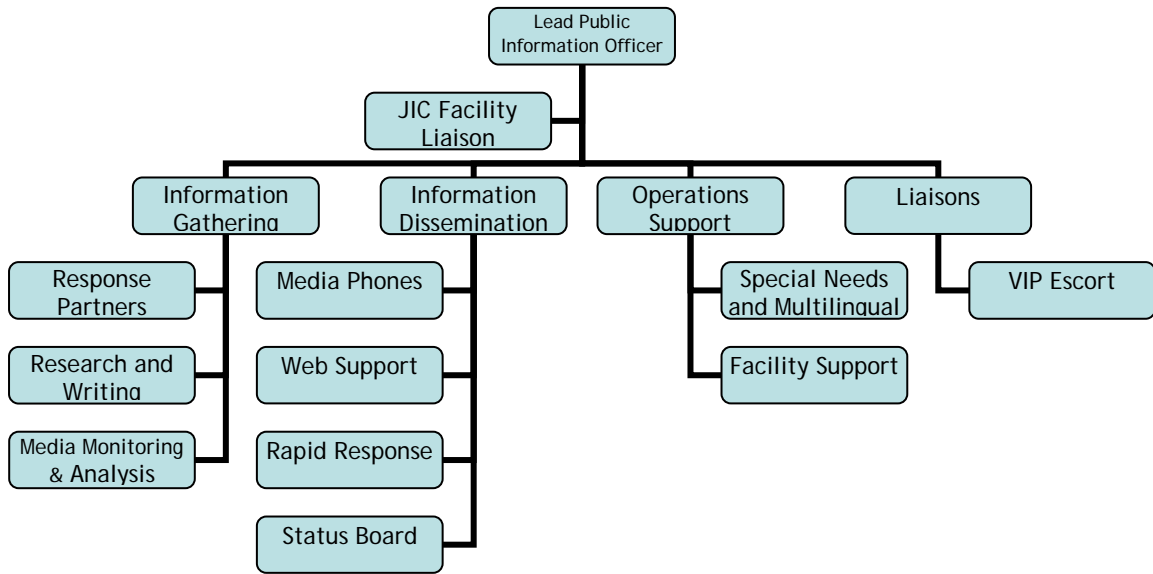 Lead Public
Information Officer
JIC Facility
Liaison
Information
Gathering
Information
Dissemination
Operations
Support
Liaisons
Response
Partners
Media Phones
Special Needs
and Multilingual
VIP Escort
Research and
Writing
Web Support
Facility Support
Media Monitoring
& Analysis
Rapid Response
Status Board